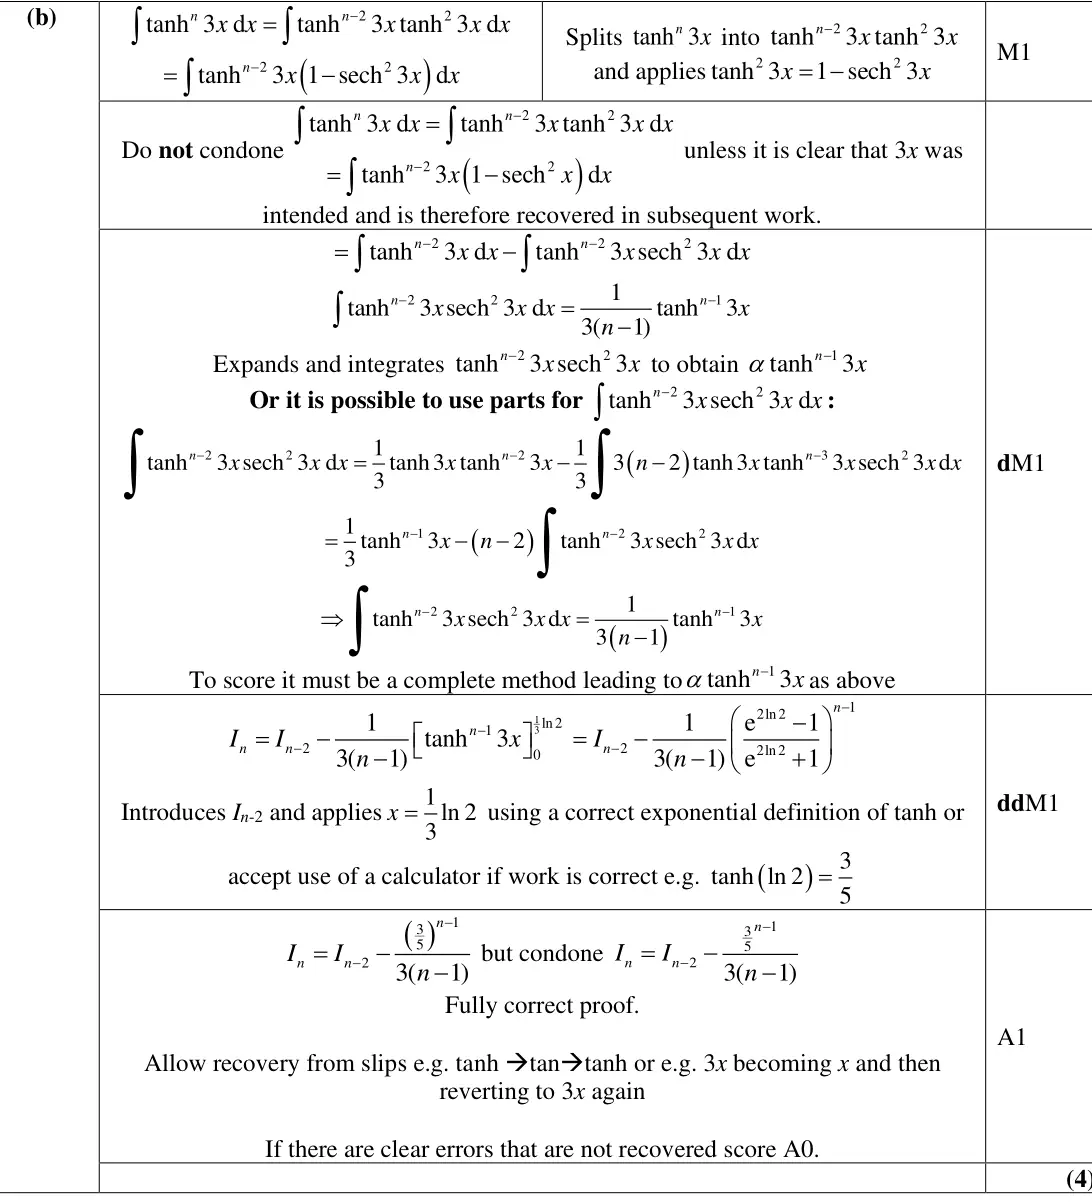 (b)
∫tanhⁿ 3x dx = ∫tanhⁿ⁻² 3x tanh² 3x dx
= ∫tanhⁿ⁻² 3x (1 − sech² 3x) dx
Splits tanhⁿ 3x into tanhⁿ⁻² 3x tanh² 3x
and applies tanh² 3x = 1 − sech² 3x
M1
∫tanhⁿ 3x dx = ∫tanhⁿ⁻² 3x tanh² 3x dx
Do not condone unless it is clear that 3x was
= ∫tanhⁿ⁻² 3x (1 − sech² x) dx
intended and is therefore recovered in subsequent work.
= ∫tanhⁿ⁻² 3x dx − ∫tanhⁿ⁻² 3x sech² 3x dx
∫tanhⁿ⁻² 3x sech² 3x dx = 1/(3(n − 1)) tanhⁿ⁻¹ 3x
Expands and integrates tanhⁿ⁻² 3x sech² 3x to obtain α tanhⁿ⁻¹ 3x
Or it is possible to use parts for ∫tanhⁿ⁻² 3x sech² 3x dx :
∫tanhⁿ⁻² 3x sech² 3x dx = 1/3 tanh 3x tanhⁿ⁻² 3x − 1/3 ∫3(n − 2) tanh 3x tanhⁿ⁻³ 3x sech² 3x dx
dM1
= 1/3 tanhⁿ⁻¹ 3x − (n − 2) ∫tanhⁿ⁻² 3x sech² 3x dx
⇒ ∫tanhⁿ⁻² 3x sech² 3x dx = 1/(3(n − 1)) tanhⁿ⁻¹ 3x
To score it must be a complete method leading to α tanhⁿ⁻¹ 3x as above
Iₙ = Iₙ₋₂ − 1/(3(n − 1)) [tanhⁿ⁻¹ 3x]₀^(⅓ ln 2) = Iₙ₋₂ − 1/(3(n − 1)) ((e^(2ln 2) − 1)/(e^(2ln 2) + 1))ⁿ⁻¹
Introduces Iₙ₋₂ and applies x = 1/3 ln 2 using a correct exponential definition of tanh or
ddM1
accept use of a calculator if work is correct e.g. tanh(ln 2) = 3/5
Iₙ = Iₙ₋₂ − (3/5)ⁿ⁻¹/(3(n − 1)) but condone Iₙ = Iₙ₋₂ − 3/5ⁿ⁻¹/(3(n − 1))
Fully correct proof.
A1
Allow recovery from slips e.g. tanh →tan→tanh or e.g. 3x becoming x and then
reverting to 3x again
If there are clear errors that are not recovered score A0.
(4)